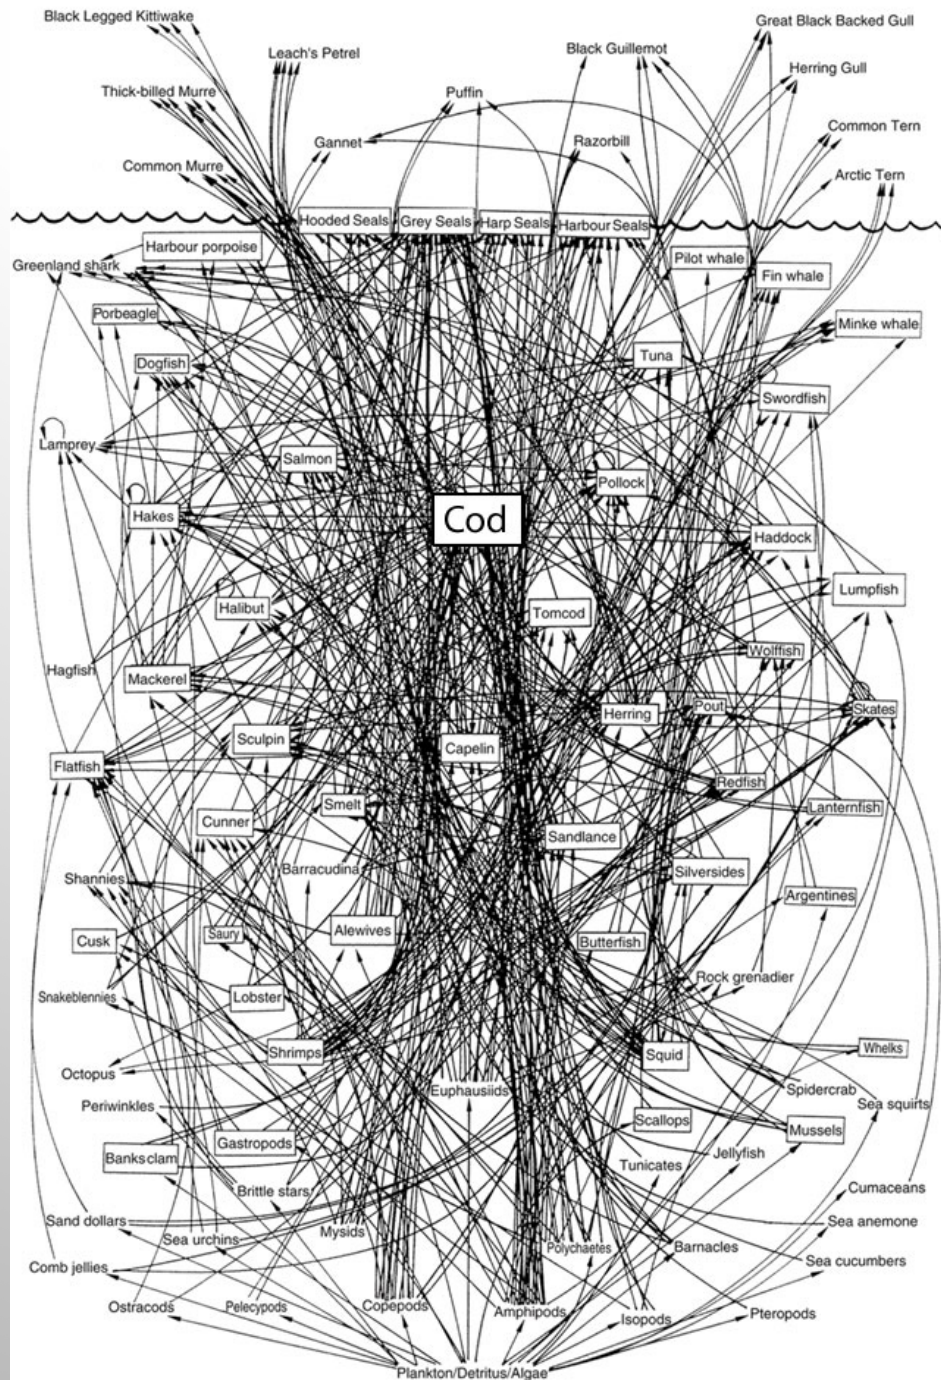 Black Legged Kittiwake
Great Black Backed Gull
Leach's Petrel
Black Guillemot
Herring Gull
Thick-billed Murre
Puffin
Common Tern
Gannet
Razorbill
Common Murre
Arctic Tern
Hooded Seals
Grey Seals
Harp Seals
Harbour Seals
Harbour porpoise
Pilot whale
Greenland shark
Fin whale
Porbeagle
Minke whale
Dogfish
Tuna
Swordfish
Lamprey
Salmon
Pollock
Hakes
Cod
Haddock
Lumpfish
Halibut
Tomcod
Wolffish
Hagfish
Mackerel
Herring
Pout
Skates
Sculpin
Capelin
Flatfish
Redfish
Smelt
Lanternfish
Cunner
Sandlance
Barracudina
Silversides
Shannies
Argentines
Saury
Alewives
Cusk
Butterfish
Rock grenadier
Snakeblennies
Lobster
Shrimps
Squid
Whelks
Octopus
Euphausiids
Spidercrab
Sea squirts
Periwinkles
Scallops
Mussels
Gastropods
Banksclam
Jellyfish
Tunicates
Brittle stars
Cumaceans
Sand dollars
Mysids
Sea anemone
Sea urchins
Polychaetes
Barnacles
Comb jellies
Sea cucumbers
Ostracods
Pelecypods
Copepods
Amphipods
Isopods
Pteropods
Plankton/Detritus/Algae